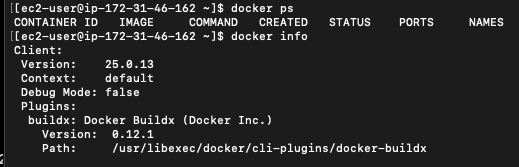 [[ec2-user@ip-172-31-46-162 ~]$ docker ps
CONTAINER ID   IMAGE     COMMAND   CREATED   STATUS    PORTS     NAMES
[[ec2-user@ip-172-31-46-162 ~]$ docker info
Client:
 Version:    25.0.13
 Context:    default
 Debug Mode: false
 Plugins:
  buildx: Docker Buildx (Docker Inc.)
    Version:  0.12.1
    Path:     /usr/libexec/docker/cli-plugins/docker-buildx